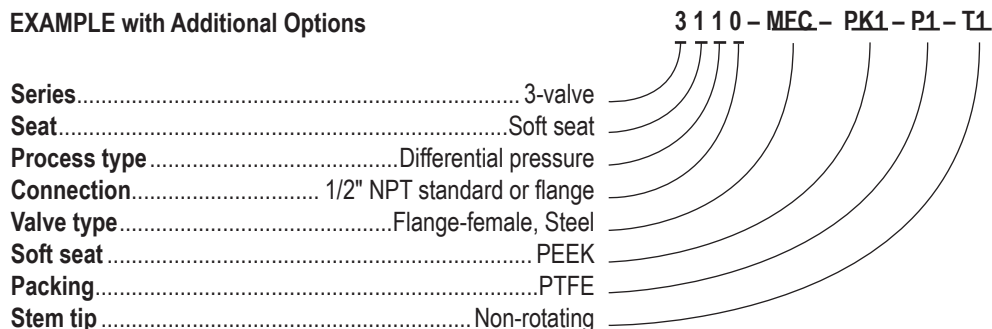 EXAMPLE with Additional Options
3 1 1 0 – MFC – PK1 – P1 – T1
Series........................................................................ 3-valve
Seat..........................................................................Soft seat
Process type.........................................Differential pressure
Connection............................... 1/2" NPT standard or flange
Valve type.............................................Flange-female, Steel
Soft seat ...................................................................... PEEK
Packing.........................................................................PTFE
Stem tip ............................................................. Non-rotating